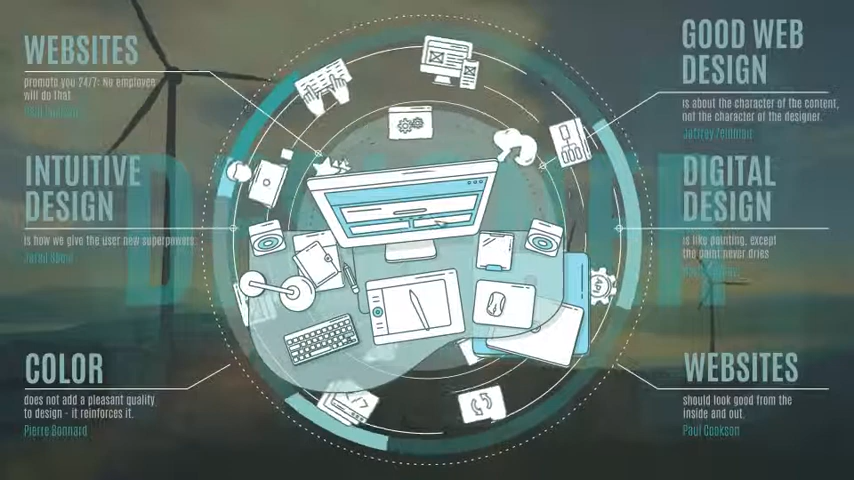 WEBSITES
promote you 24/7: No employee
will do that
INTUITIVE
DESIGN
is how we give the user new superpowers.
Jared Spool
COLOR
does not add a pleasant quality
to design - it reinforces it.
Pierre Bonnard
GOOD WEB
DESIGN
is about the character of the content,
not the character of the designer.
Jeffrey Zeldman
DIGITAL
DESIGN
is like painting, except
the paint never dries
WEBSITES
should look good from the
inside and out.
Paul Cookson
API